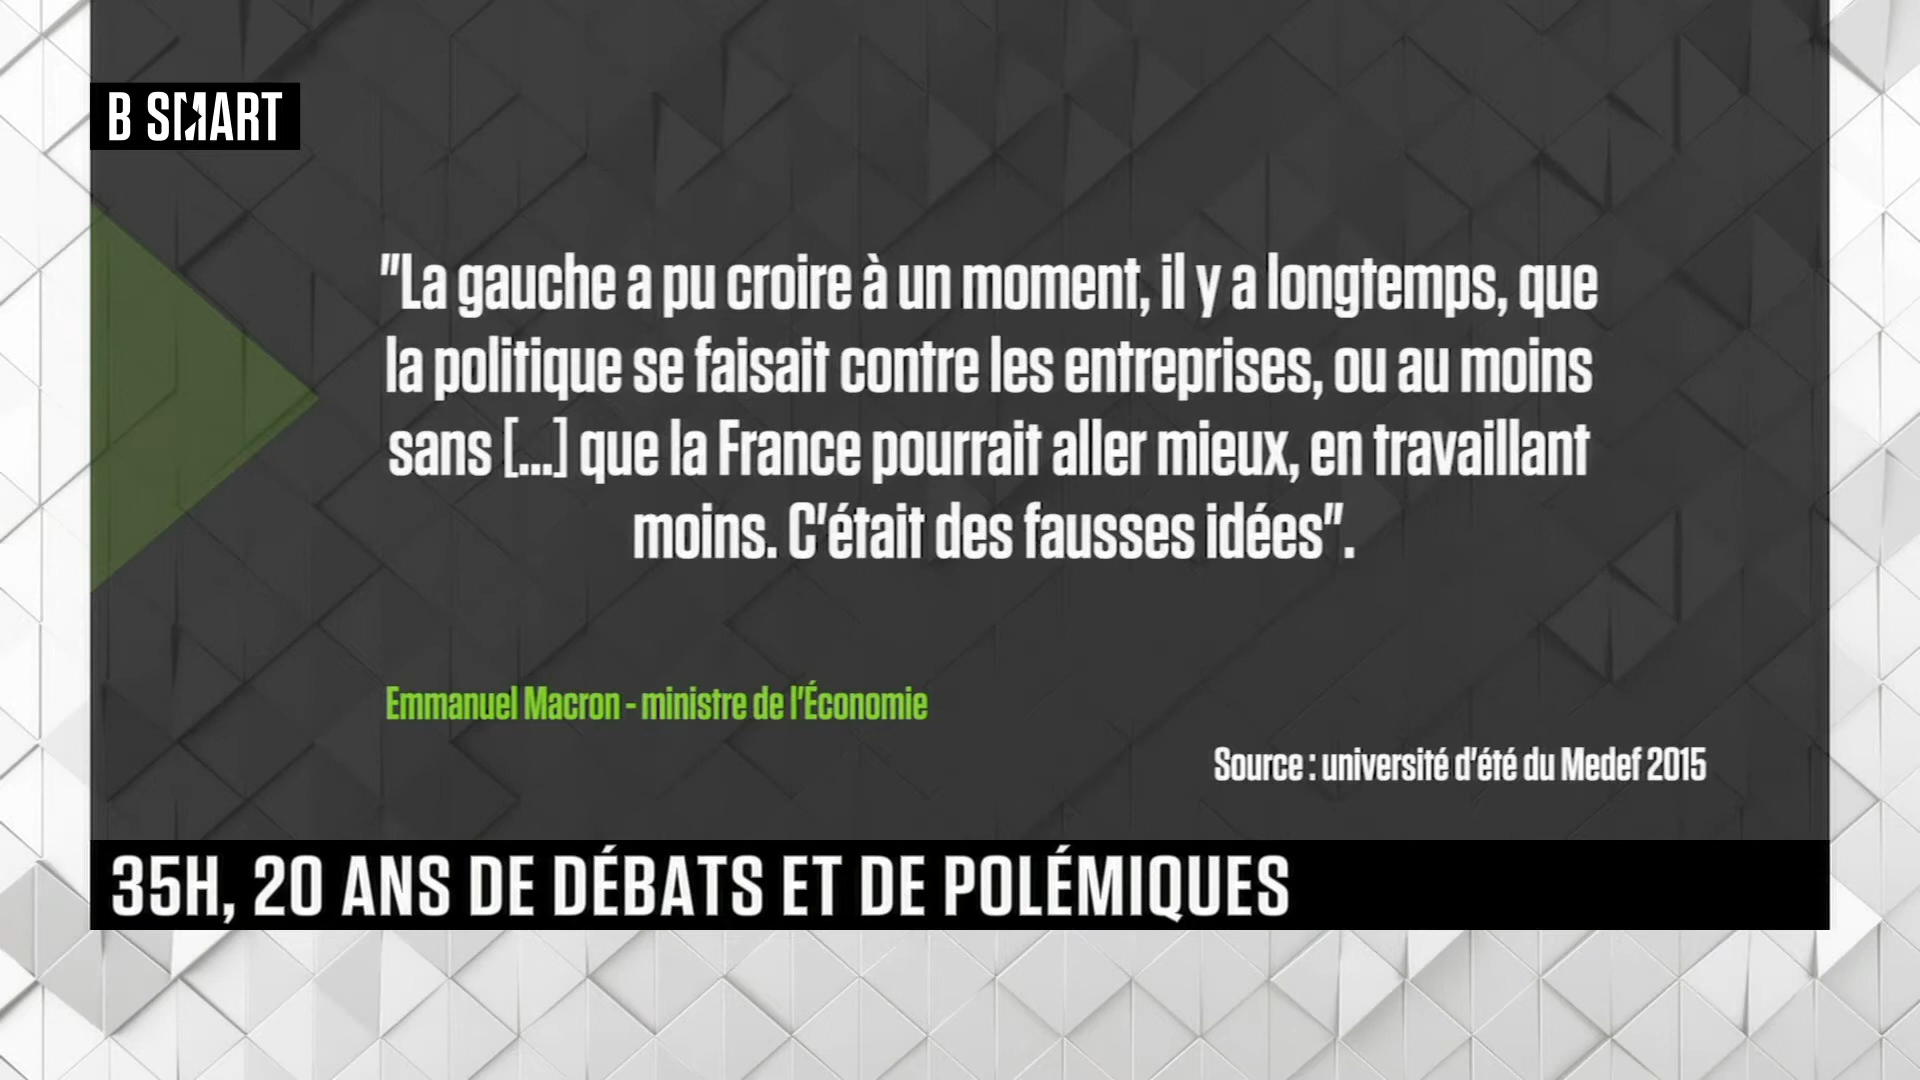 B SMART
"La gauche a pu croire à un moment, il y a longtemps, que
la politique se faisait contre les entreprises, ou au moins
sans [...] que la France pourrait aller mieux, en travaillant
moins. C'était des fausses idées".
Emmanuel Macron - ministre de l'Économie
Source : université d'été du Medef 2015
35H, 20 ANS DE DÉBATS ET DE POLÉMIQUES